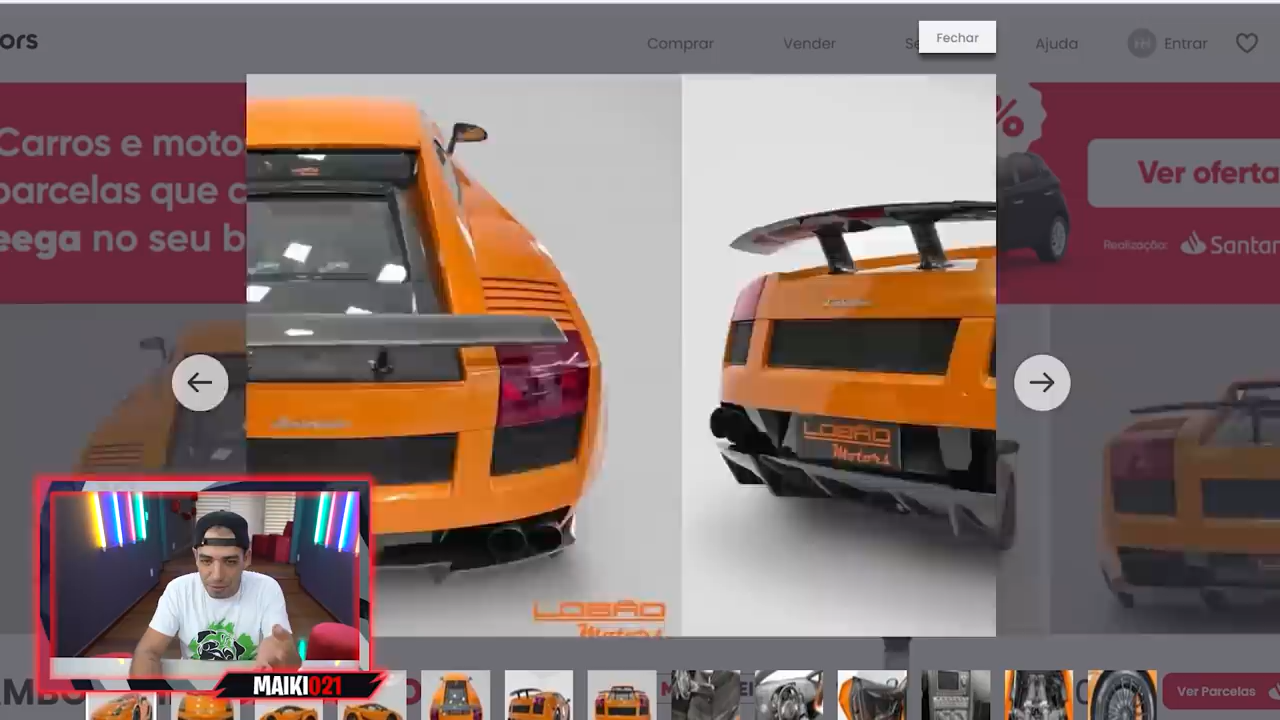 ors
Comprar
Vender
Se
Fechar
Ajuda
Entrar
Carros e moto
parcelas que c
eega no seu b
%
Ver oferta
Realização:
Santar
LOBÃO
Motors
LOBÃO
Motors
MAIKI021
Ver Parcelas